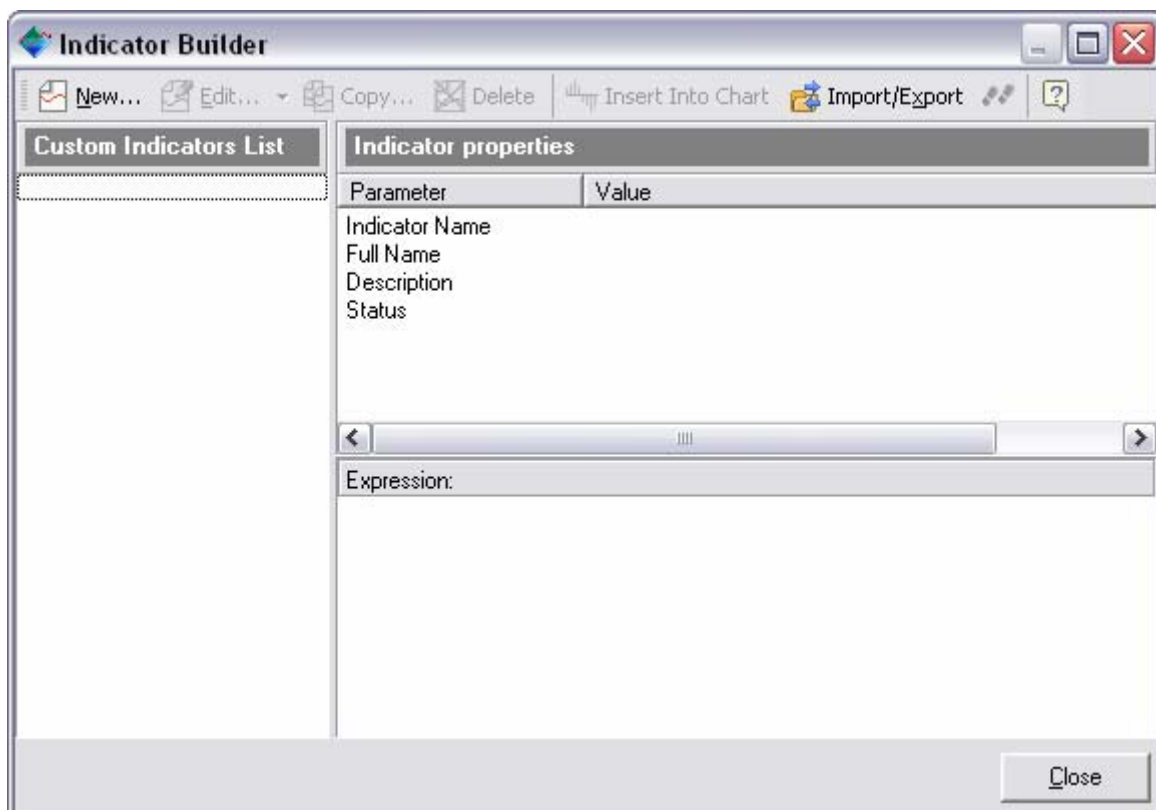 Indicator Builder
New... Edit... Copy... Delete Insert Into Chart Import/Export ?
Custom Indicators List
Indicator properties
Parameter Value
Indicator Name
Full Name
Description
Status
Expression:
Close